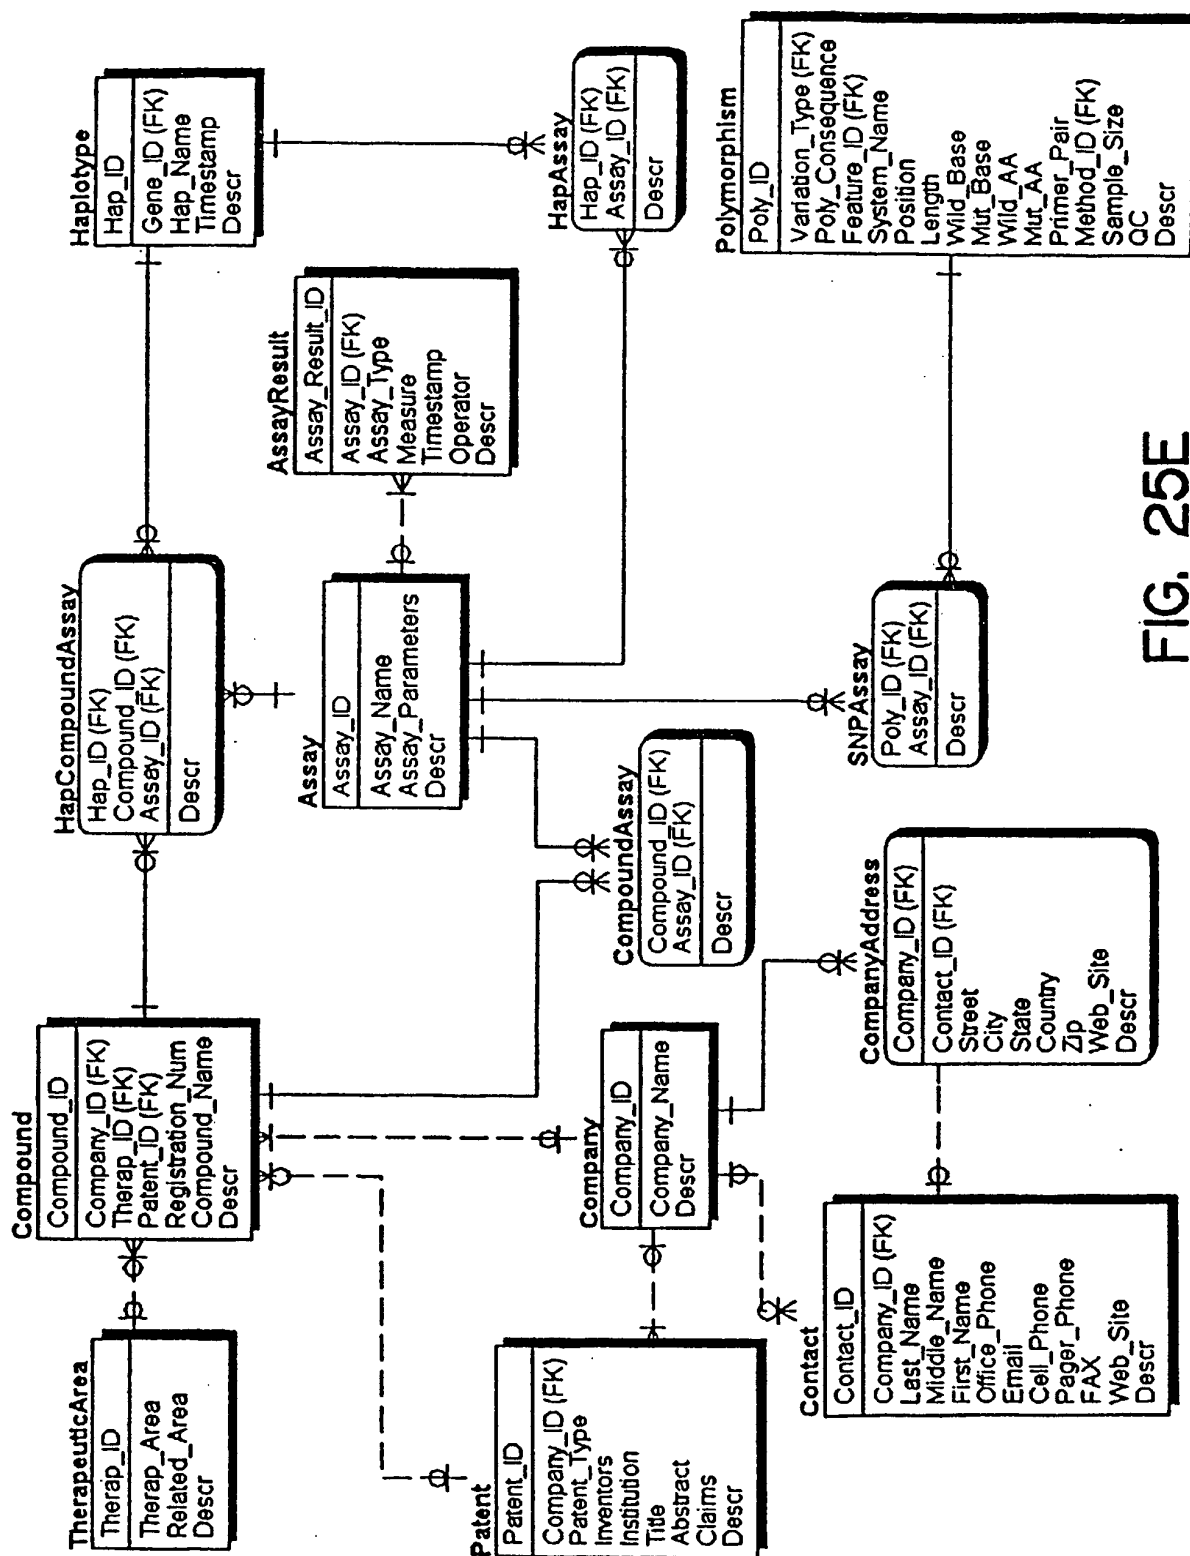 TherapeuticArea
Therap_ID
Therap_Area
Related_Area
Descr
Compound
Compound_ID
Company_ID (FK)
Therap_ID (FK)
Patent_ID (FK)
Registration_Num
Compound_Name
Descr
HapCompoundAssay
Hap_ID (FK)
Compound_ID (FK)
Assay_ID (FK)
Descr
Haplotype
Hap_ID
Gene_ID (FK)
Hap_Name
Timestamp
Descr
AssayResult
Assay_Result_ID
Assay_ID (FK)
Assay_Type
Measure
Timestamp
Operator
Descr
Assay
Assay_ID
Assay_Name
Assay_Parameters
Descr
HapAssay
Hap_ID (FK)
Assay_ID (FK)
Descr
Patent
Patent_ID
Company_ID (FK)
Patent_Type
Inventors
Institution
Title
Abstract
Claims
Descr
Company
Company_ID
Company_Name
Descr
CompoundAssay
Compound_ID (FK)
Assay_ID (FK)
Descr
Contact
Contact_ID
Company_ID (FK)
Last_Name
Middle_Name
First_Name
Office_Phone
Email
Cell_Phone
Pager_Phone
FAX
Web_Site
Descr
CompanyAddress
Company_ID (FK)
Contact_ID (FK)
Street
City
State
Country
Zip
Web_Site
Descr
SNPAssay
Poly_ID (FK)
Assay_ID (FK)
Descr
Polymorphism
Poly_ID
Variation_Type (FK)
Poly_Consequence
Feature_ID (FK)
System_Name
Position
Length
Wild_Base
Mut_Base
Wild_AA
Mut_AA
Primer_Pair
Method_ID (FK)
Sample_Size
QC
Descr
FIG. 25E